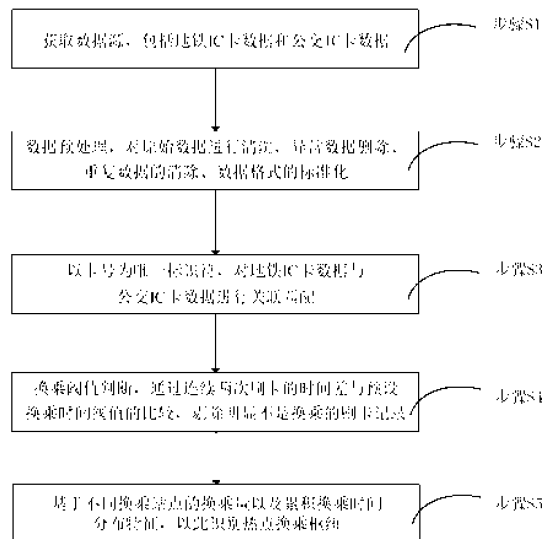 获取数据源，包括地铁IC卡数据和公交IC卡数据
步骤S1
数据预处理，对原始数据进行清洗、异常数据删除、
重复数据的消除、数据格式的标准化
步骤S2
以卡号为唯一标识符，对地铁IC卡数据与
公交IC卡数据进行关联匹配
步骤S3
换乘阀值判断，通过连续两次刷卡的时间差与预设
换乘时间阀值的比较，剔除明显不是换乘的刷卡记录
步骤S4
基于不同换乘站点的换乘量以及累积换乘时间
分布特征，以此识别热点换乘枢纽
步骤S5